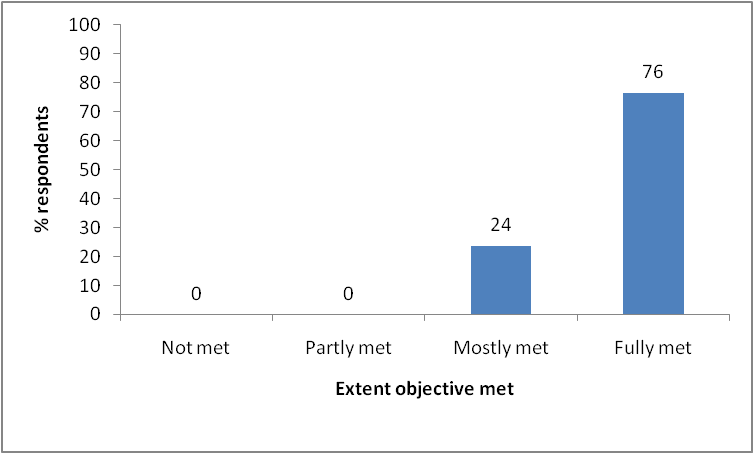 100
90
80
70
60
50
40
30
20
10
0
% respondents
0
0
24
76
Not met
Partly met
Mostly met
Fully met
Extent objective met